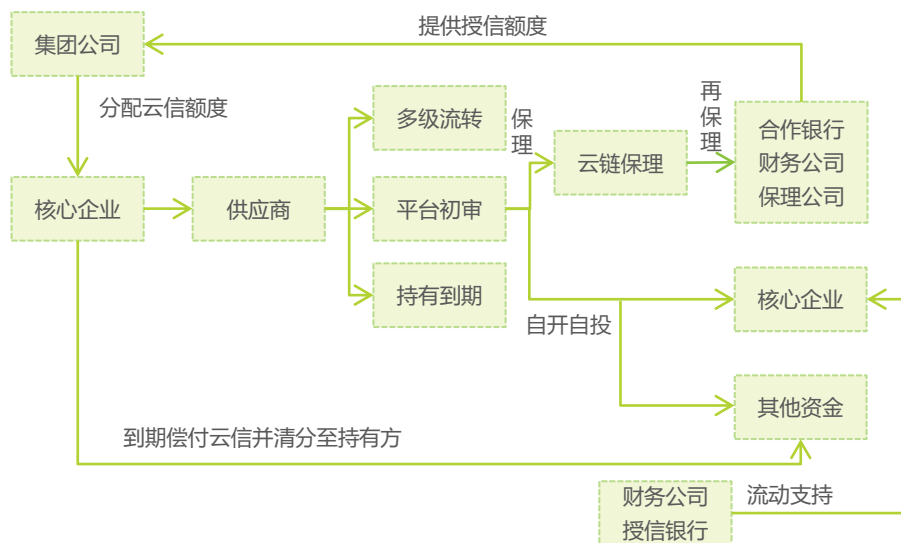 提供授信额度
集团公司
分配云信额度
多级流转
保理
再保理
云链保理
合作银行
财务公司
保理公司
核心企业
供应商
平台初审
持有到期
核心企业
自开自投
其他资金
到期偿付云信并清分至持有方
财务公司
授信银行
流动支持